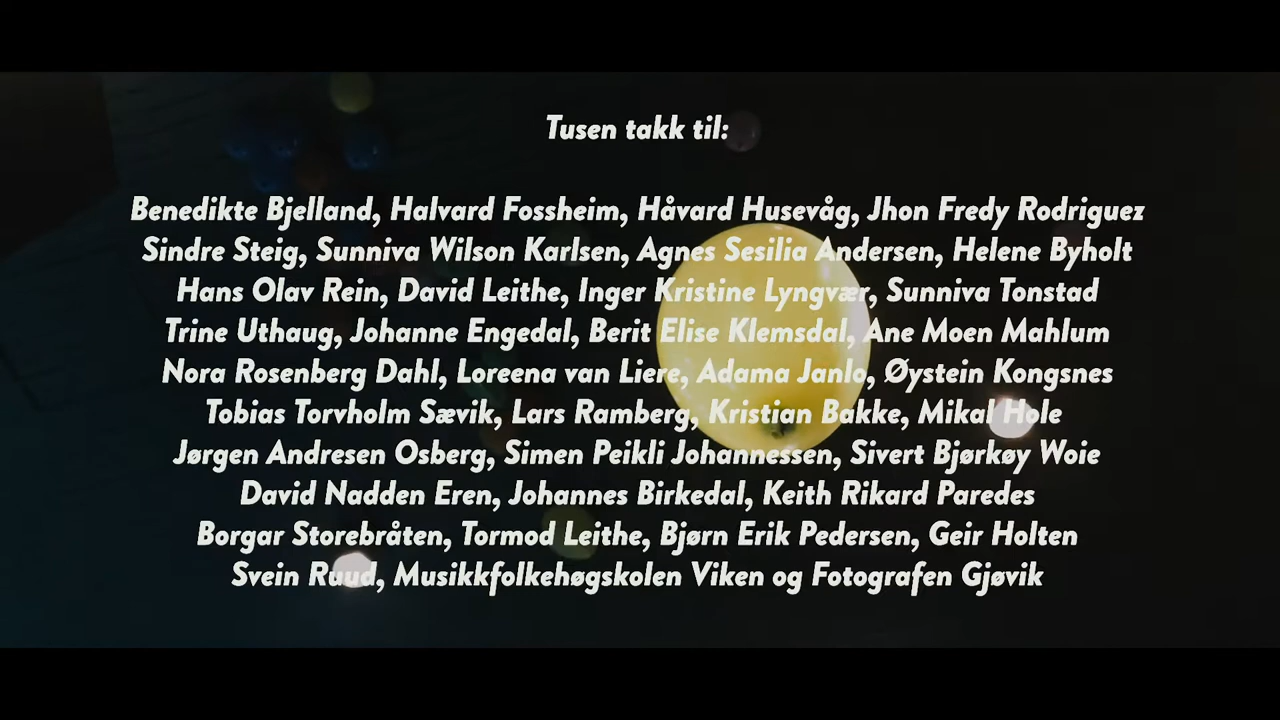 Tusen takk til:
Benedikte Bjelland, Halvard Fossheim, Håvard Husevåg, Jhon Fredy Rodriguez
Sindre Steig, Sunniva Wilson Karlsen, Agnes Sesilia Andersen, Helene Byholt
Hans Olav Rein, David Leithe, Inger Kristine Lyngvær, Sunniva Tonstad
Trine Uthaug, Johanne Engedal, Berit Elise Klemsdal, Ane Moen Mahlum
Nora Rosenberg Dahl, Loreena van Liere, Adama Janlo, Øystein Kongsnes
Tobias Torvholm Sævik, Lars Ramberg, Kristian Bakke, Mikal Hole
Jørgen Andresen Osberg, Simen Peikli Johannessen, Sivert Bjørkøy Woie
David Nadden Eren, Johannes Birkedal, Keith Rikard Paredes
Borgar Storebråten, Tormod Leithe, Bjørn Erik Pedersen, Geir Holten
Svein Ruud, Musikkfolkehøgskolen Viken og Fotografen Gjøvik